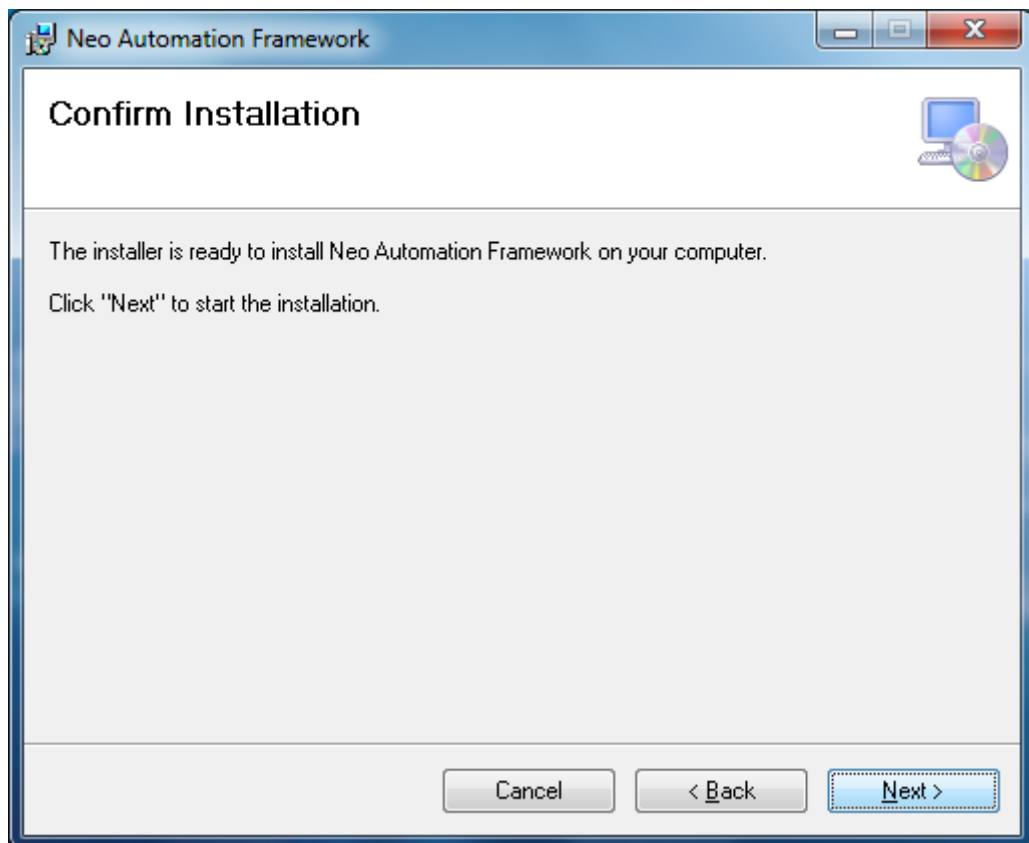 Neo Automation Framework
Confirm Installation
The installer is ready to install Neo Automation Framework on your computer.
Click "Next" to start the installation.
Cancel
< Back
Next >